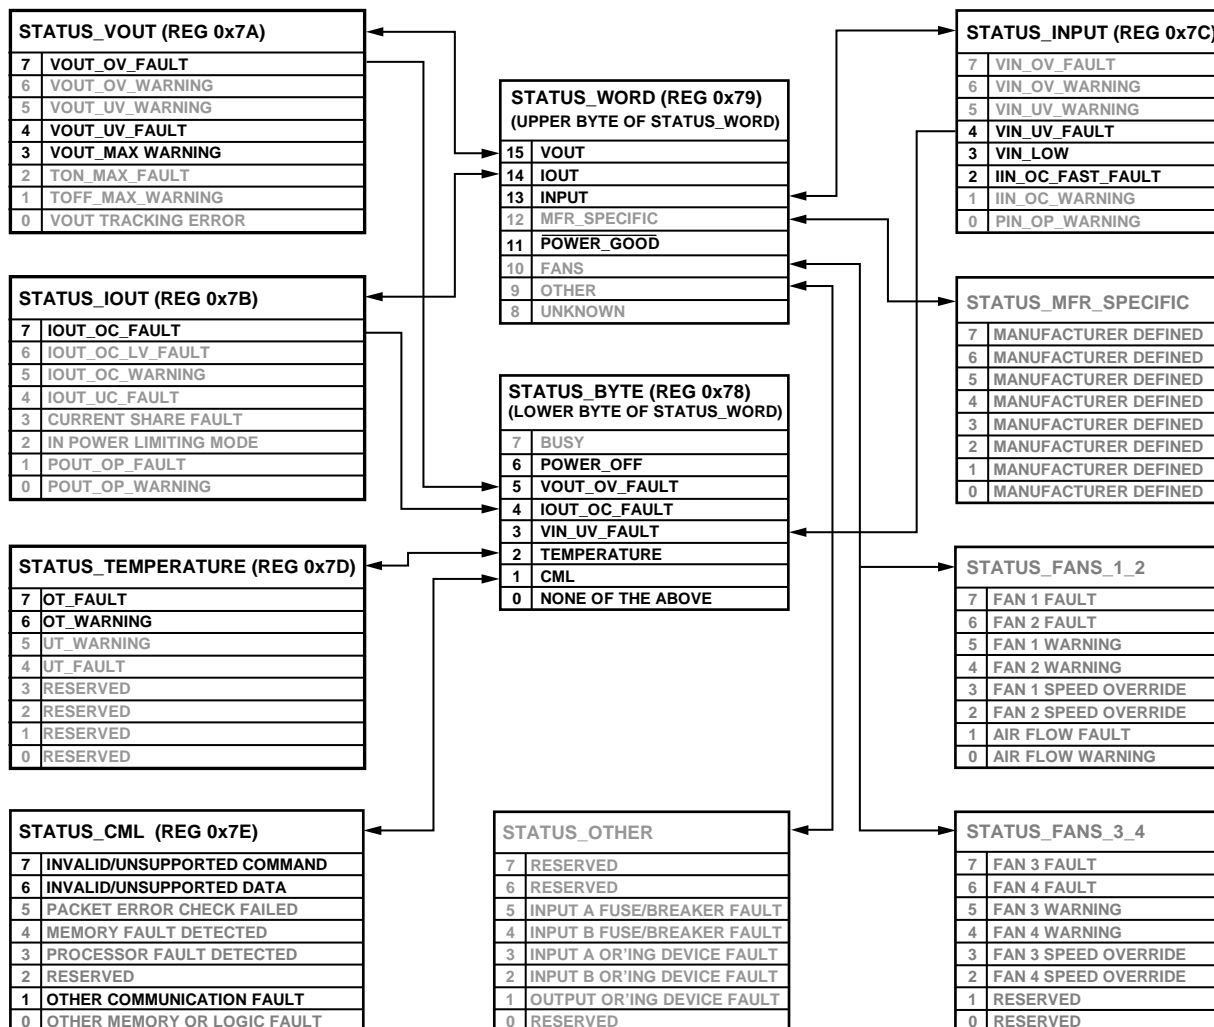 STATUS_VOUT (REG 0x7A)
7 VOUT_OV_FAULT
6 VOUT_OV_WARNING
5 VOUT_UV_WARNING
4 VOUT_UV_FAULT
3 VOUT_MAX WARNING
2 TON_MAX_FAULT
1 TOFF_MAX_WARNING
0 VOUT TRACKING ERROR
STATUS_IOUT (REG 0x7B)
7 IOUT_OC_FAULT
6 IOUT_OC_LV_FAULT
5 IOUT_OC_WARNING
4 IOUT_UC_FAULT
3 CURRENT SHARE FAULT
2 IN POWER LIMITING MODE
1 POUT_OP_FAULT
0 POUT_OP_WARNING
STATUS_TEMPERATURE (REG 0x7D)
7 OT_FAULT
6 OT_WARNING
5 UT_WARNING
4 UT_FAULT
3 RESERVED
2 RESERVED
1 RESERVED
0 RESERVED
STATUS_CML (REG 0x7E)
7 INVALID/UNSUPPORTED COMMAND
6 INVALID/UNSUPPORTED DATA
5 PACKET ERROR CHECK FAILED
4 MEMORY FAULT DETECTED
3 PROCESSOR FAULT DETECTED
2 RESERVED
1 OTHER COMMUNICATION FAULT
0 OTHER MEMORY OR LOGIC FAULT
STATUS_WORD (REG 0x79)
(UPPER BYTE OF STATUS_WORD)
15 VOUT
14 IOUT
13 INPUT
12 MFR_SPECIFIC
11 POWER_GOOD
10 FANS
9 OTHER
8 UNKNOWN
STATUS_BYTE (REG 0x78)
(LOWER BYTE OF STATUS_WORD)
7 BUSY
6 POWER_OFF
5 VOUT_OV_FAULT
4 IOUT_OC_FAULT
3 VIN_UV_FAULT
2 TEMPERATURE
1 CML
0 NONE OF THE ABOVE
STATUS_OTHER
7 RESERVED
6 RESERVED
5 INPUT A FUSE/BREAKER FAULT
4 INPUT B FUSE/BREAKER FAULT
3 INPUT A OR'ING DEVICE FAULT
2 INPUT B OR'ING DEVICE FAULT
1 OUTPUT OR'ING DEVICE FAULT
0 RESERVED
STATUS_INPUT (REG 0x7C)
7 VIN_OV_FAULT
6 VIN_OV_WARNING
5 VIN_UV_WARNING
4 VIN_UV_FAULT
3 VIN_LOW
2 IIN_OC_FAST_FAULT
1 IIN_OC_WARNING
0 PIN_OP_WARNING
STATUS_MFR_SPECIFIC
7 MANUFACTURER DEFINED
6 MANUFACTURER DEFINED
5 MANUFACTURER DEFINED
4 MANUFACTURER DEFINED
3 MANUFACTURER DEFINED
2 MANUFACTURER DEFINED
1 MANUFACTURER DEFINED
0 MANUFACTURER DEFINED
STATUS_FANS_1_2
7 FAN 1 FAULT
6 FAN 2 FAULT
5 FAN 1 WARNING
4 FAN 2 WARNING
3 FAN 1 SPEED OVERRIDE
2 FAN 2 SPEED OVERRIDE
1 AIR FLOW FAULT
0 AIR FLOW WARNING
STATUS_FANS_3_4
7 FAN 3 FAULT
6 FAN 4 FAULT
5 FAN 3 WARNING
4 FAN 4 WARNING
3 FAN 3 SPEED OVERRIDE
2 FAN 4 SPEED OVERRIDE
1 RESERVED
0 RESERVED